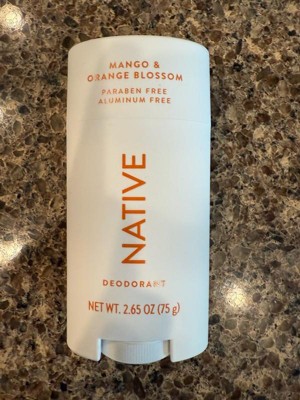 MANGO &
ORANGE BLOSSOM
PARABEN FREE
ALUMINUM FREE
NATIVE
DEODORANT
NET WT. 2.65 OZ (75 g)